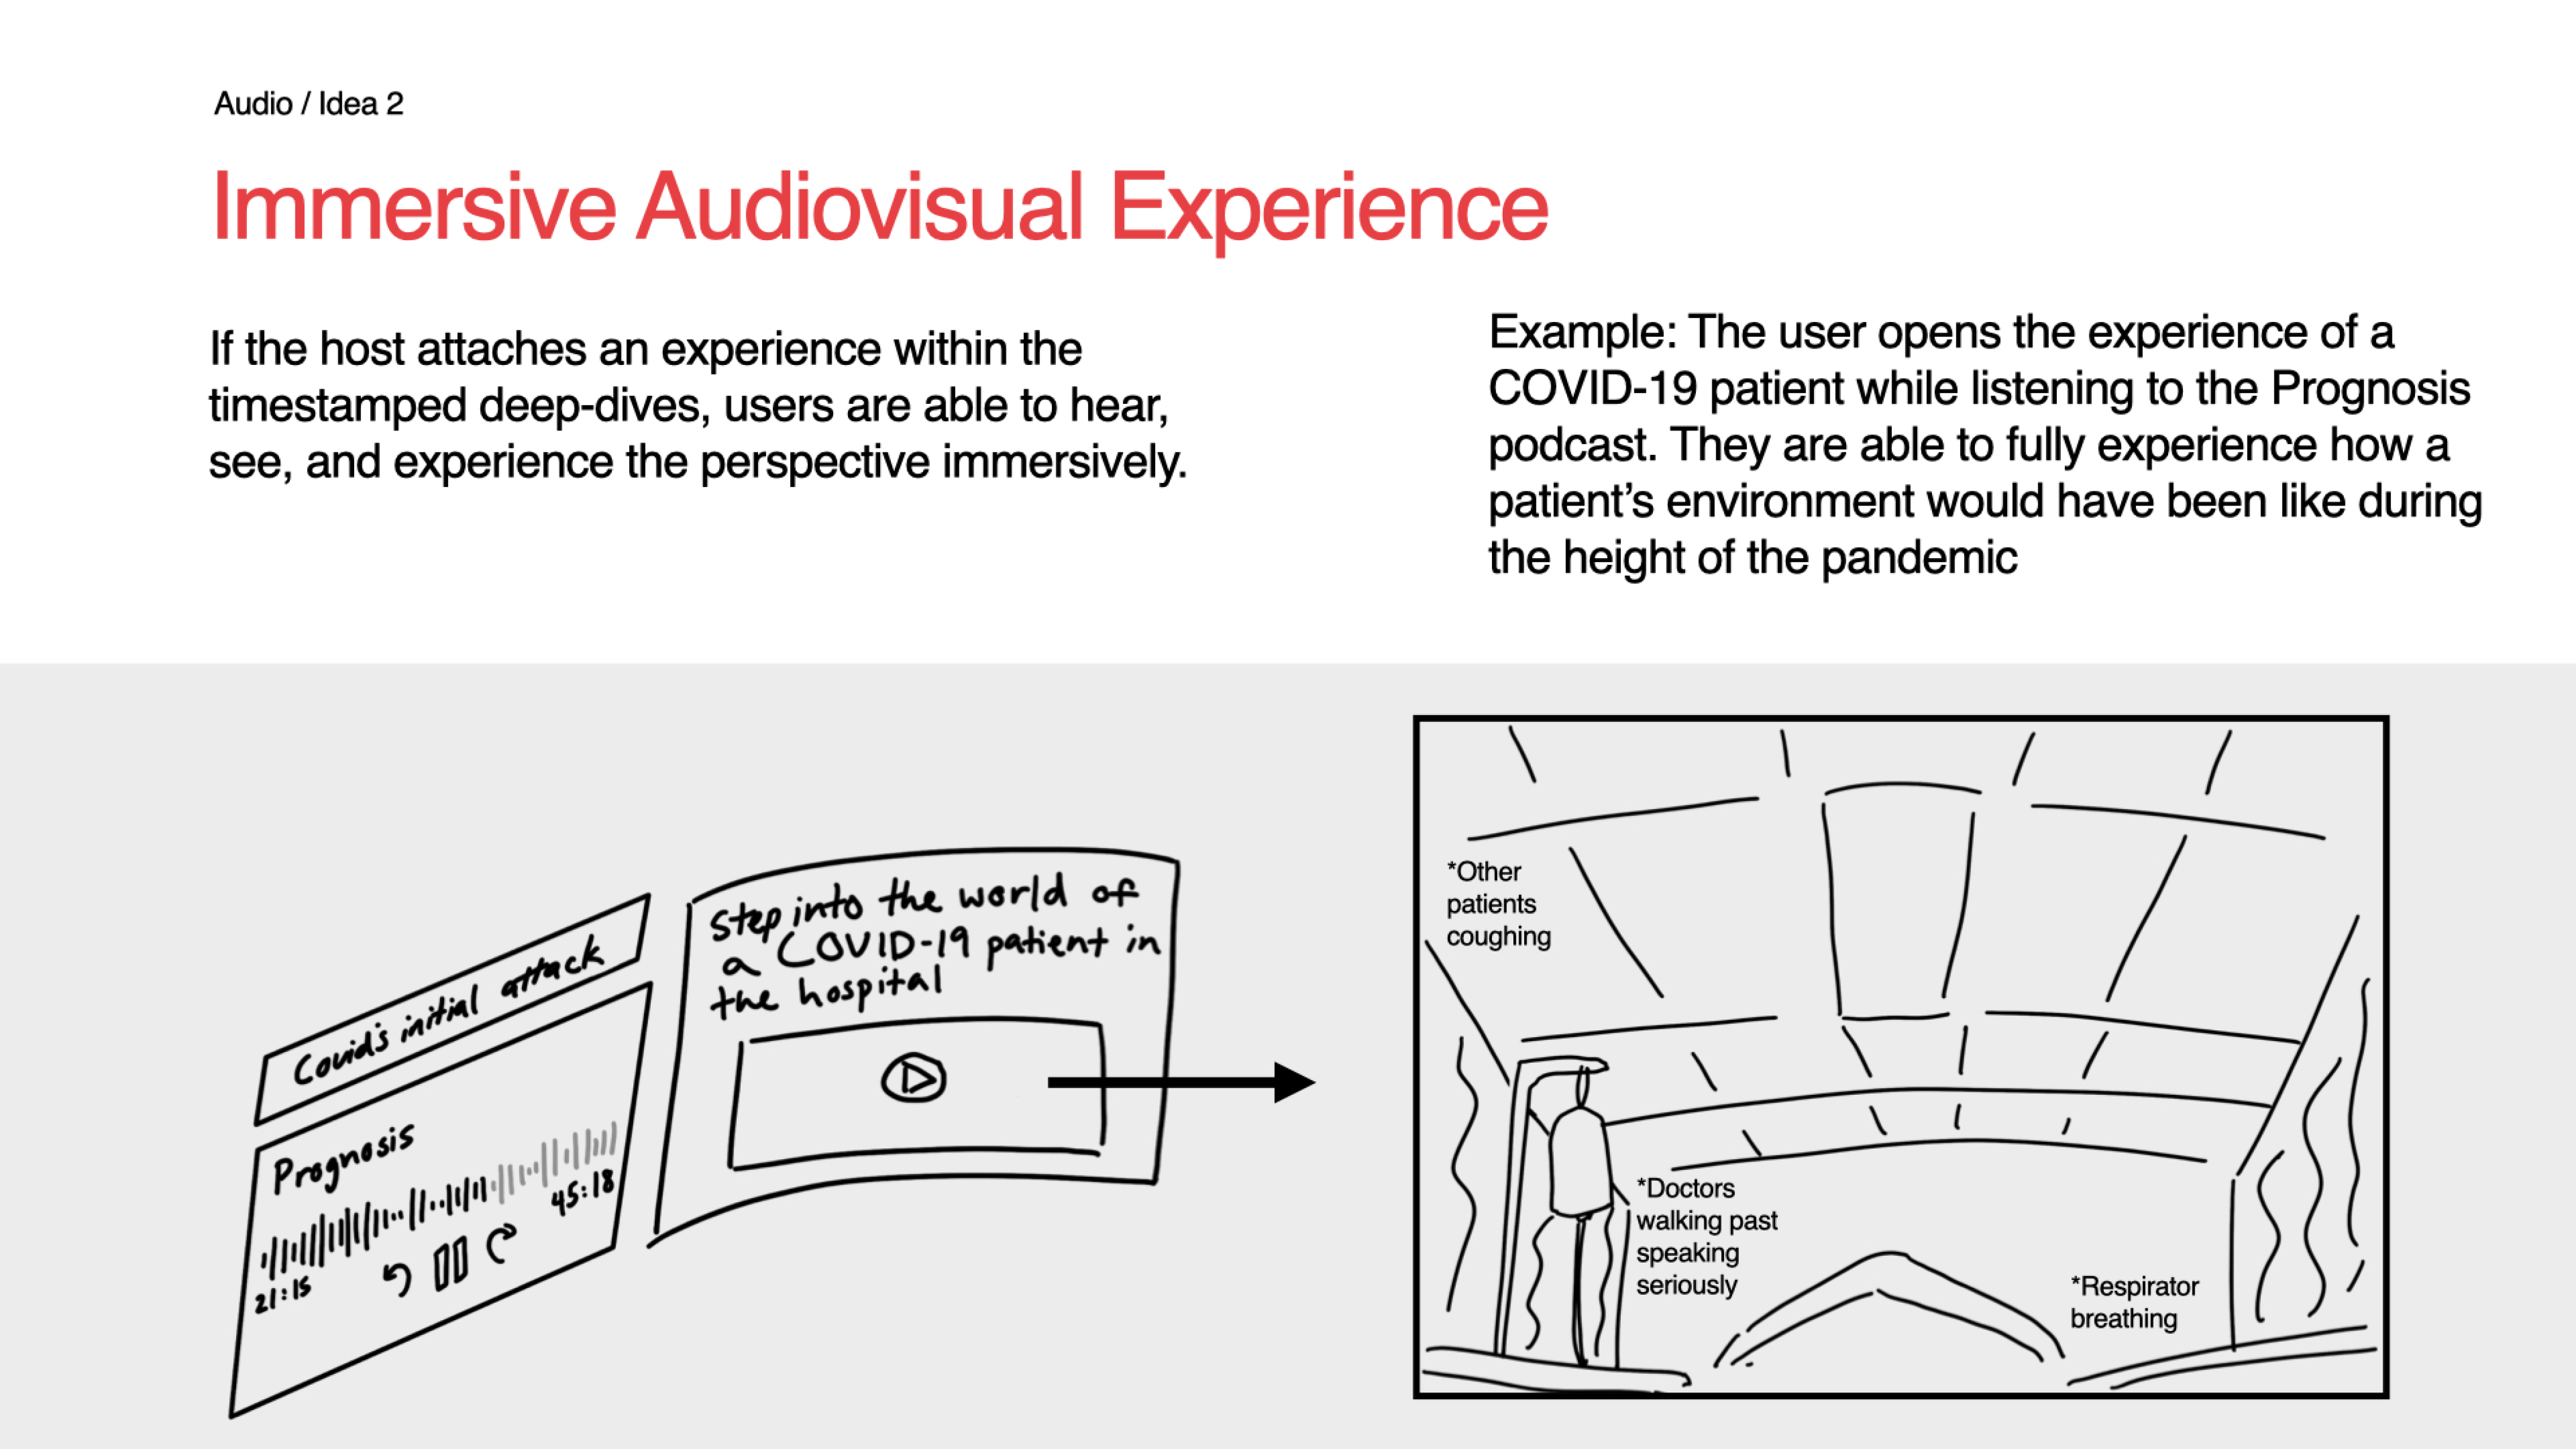 Audio / Idea 2
Immersive Audiovisual Experience
If the host attaches an experience within the
timestamped deep-dives, users are able to hear,
see, and experience the perspective immersively.
Example: The user opens the experience of a
COVID-19 patient while listening to the Prognosis
podcast. They are able to fully experience how a
patient’s environment would have been like during
the height of the pandemic
Covid's initial attack
Prognosis
45:18
21:15
step into the world of
a COVID-19 patient in
the hospital
*Other
patients
coughing
*Doctors
walking past
speaking
seriously
*Respirator
breathing